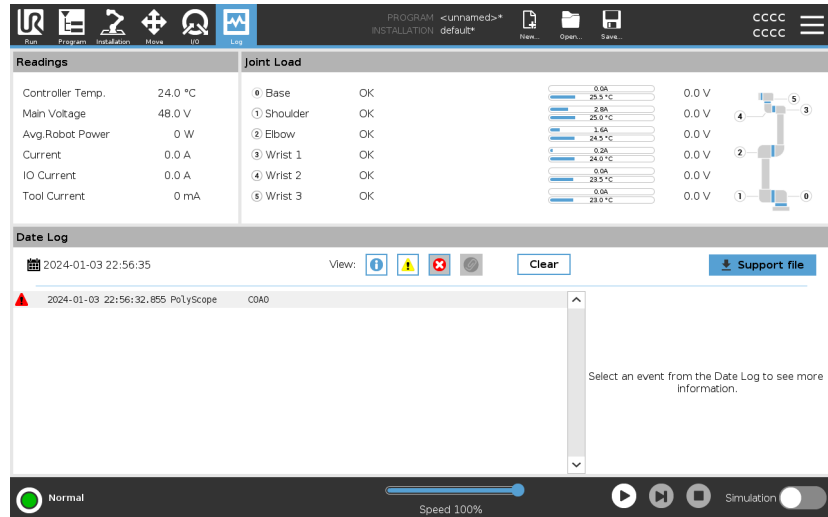 PROGRAM <unnamed>*
INSTALLATION default*
CCCC
CCCC
Run Program Installation Move I/O Log New... Open... Save...
Readings
Controller Temp. 24.0 °C
Main Voltage 48.0 V
Avg.Robot Power 0 W
Current 0.0 A
IO Current 0.0 A
Tool Current 0 mA
Joint Load
0 Base OK 0.0A 25.5 °C 0.0 V
1 Shoulder OK 2.8A 25.0 °C 0.0 V
2 Elbow OK 1.6A 24.5 °C 0.0 V
3 Wrist 1 OK 0.2A 24.0 °C 0.0 V
4 Wrist 2 OK 0.0A 23.5 °C 0.0 V
5 Wrist 3 OK 0.0A 23.0 °C 0.0 V
5
4 3
2
1 0
Date Log
2024-01-03 22:56:35 View: Clear Support file
2024-01-03 22:56:32.855 PolyScope C0A0
Select an event from the Date Log to see more
information.
Normal
Speed 100%
Simulation